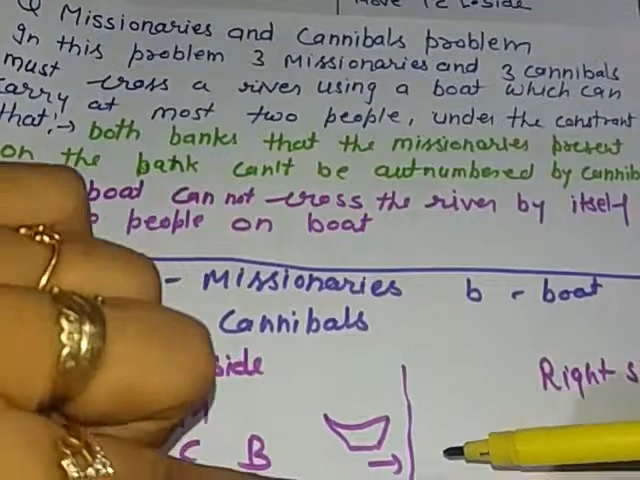 Move 1C Lside
Q Missionaries and Cannibals problem
In this problem 3 Missionaries and 3 cannibals
must cross a river using a boat which can
carry at most two people, under the constraint
that:→ both banks that the missionaries present
on the bank can't be outnumbered by cannib
boat can not cross the river by itself
people on boat
- Missionaries b - boat
Cannibals
side Right s
C B